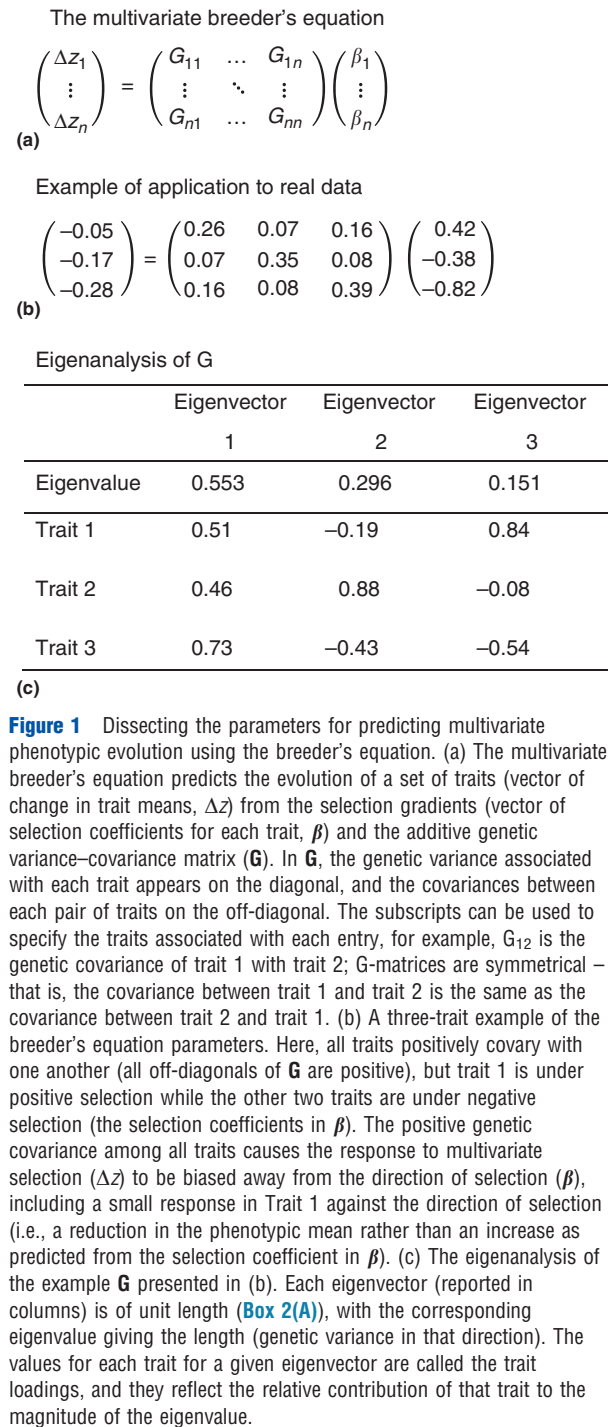 The multivariate breeder's equation
Δz1 ⋮ Δzn = G11 … G1n ⋮ ⋱ ⋮ Gn1 … Gnn β1 ⋮ βn
(a)
Example of application to real data
–0.05 0.26 0.07 0.16 0.42
–0.17 = 0.07 0.35 0.08 –0.38
–0.28 0.16 0.08 0.39 –0.82
(b)
Eigenanalysis of G
Eigenvector Eigenvector Eigenvector
1 2 3
Eigenvalue 0.553 0.296 0.151
Trait 1 0.51 –0.19 0.84
Trait 2 0.46 0.88 –0.08
Trait 3 0.73 –0.43 –0.54
(c)
Figure 1 Dissecting the parameters for predicting multivariate
phenotypic evolution using the breeder's equation. (a) The multivariate
breeder's equation predicts the evolution of a set of traits (vector of
change in trait means, Δz) from the selection gradients (vector of
selection coefficients for each trait, β) and the additive genetic
variance–covariance matrix (G). In G, the genetic variance associated
with each trait appears on the diagonal, and the covariances between
each pair of traits on the off-diagonal. The subscripts can be used to
specify the traits associated with each entry, for example, G12 is the
genetic covariance of trait 1 with trait 2; G-matrices are symmetrical –
that is, the covariance between trait 1 and trait 2 is the same as the
covariance between trait 2 and trait 1. (b) A three-trait example of the
breeder's equation parameters. Here, all traits positively covary with
one another (all off-diagonals of G are positive), but trait 1 is under
positive selection while the other two traits are under negative
selection (the selection coefficients in β). The positive genetic
covariance among all traits causes the response to multivariate
selection (Δz) to be biased away from the direction of selection (β),
including a small response in Trait 1 against the direction of selection
(i.e., a reduction in the phenotypic mean rather than an increase as
predicted from the selection coefficient in β). (c) The eigenanalysis of
the example G presented in (b). Each eigenvector (reported in
columns) is of unit length (Box 2(A)), with the corresponding
eigenvalue giving the length (genetic variance in that direction). The
values for each trait for a given eigenvector are called the trait
loadings, and they reflect the relative contribution of that trait to the
magnitude of the eigenvalue.